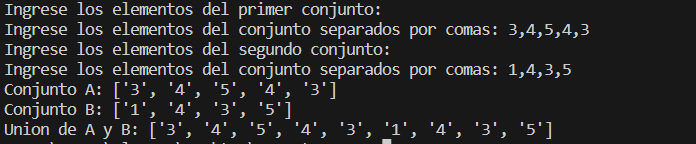 Ingrese los elementos del primer conjunto:
Ingrese los elementos del conjunto separados por comas: 3,4,5,4,3
Ingrese los elementos del segundo conjunto:
Ingrese los elementos del conjunto separados por comas: 1,4,3,5
Conjunto A: ['3', '4', '5', '4', '3']
Conjunto B: ['1', '4', '3', '5']
Union de A y B: ['3', '4', '5', '4', '3', '1', '4', '3', '5']